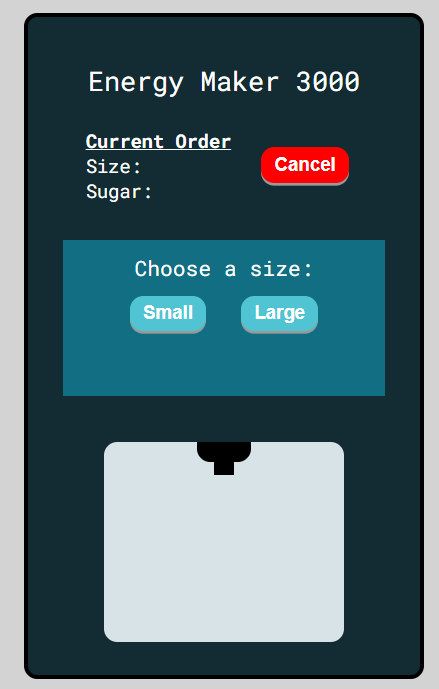 Energy Maker 3000
Current Order
Size:
Sugar:
Cancel
Choose a size:
Small Large